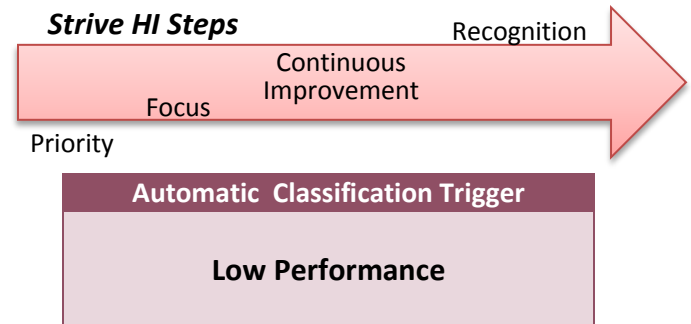 Strive HI Steps
Recognition
Continuous
Improvement
Focus
Priority
Automatic Classification Trigger
Low Performance